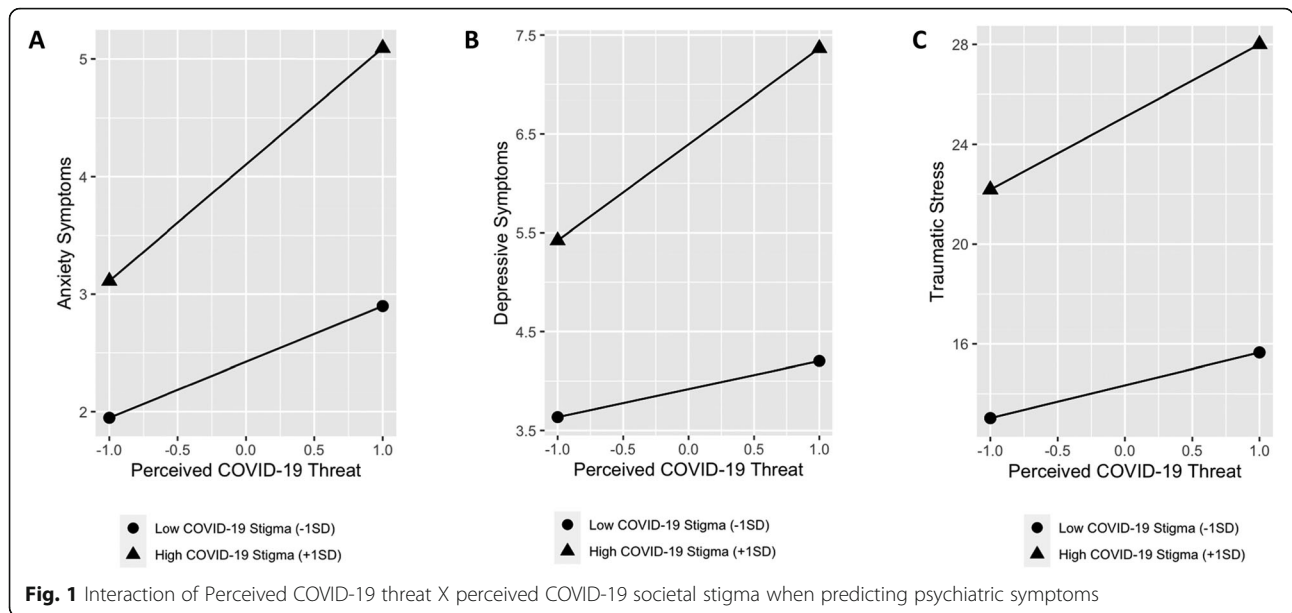 A
Anxiety Symptoms
5
4
3
2
-1.0 -0.5 0.0 0.5 1.0
Perceived COVID-19 Threat
Low COVID-19 Stigma (-1SD)
High COVID-19 Stigma (+1SD)
B
Depressive Symptoms
7.5
6.5
5.5
4.5
3.5
-1.0 -0.5 0.0 0.5 1.0
Perceived COVID-19 Threat
Low COVID-19 Stigma (-1SD)
High COVID-19 Stigma (+1SD)
C
Traumatic Stress
28
24
20
16
-1.0 -0.5 0.0 0.5 1.0
Perceived COVID-19 Threat
Low COVID-19 Stigma (-1SD)
High COVID-19 Stigma (+1SD)
Fig. 1 Interaction of Perceived COVID-19 threat X perceived COVID-19 societal stigma when predicting psychiatric symptoms